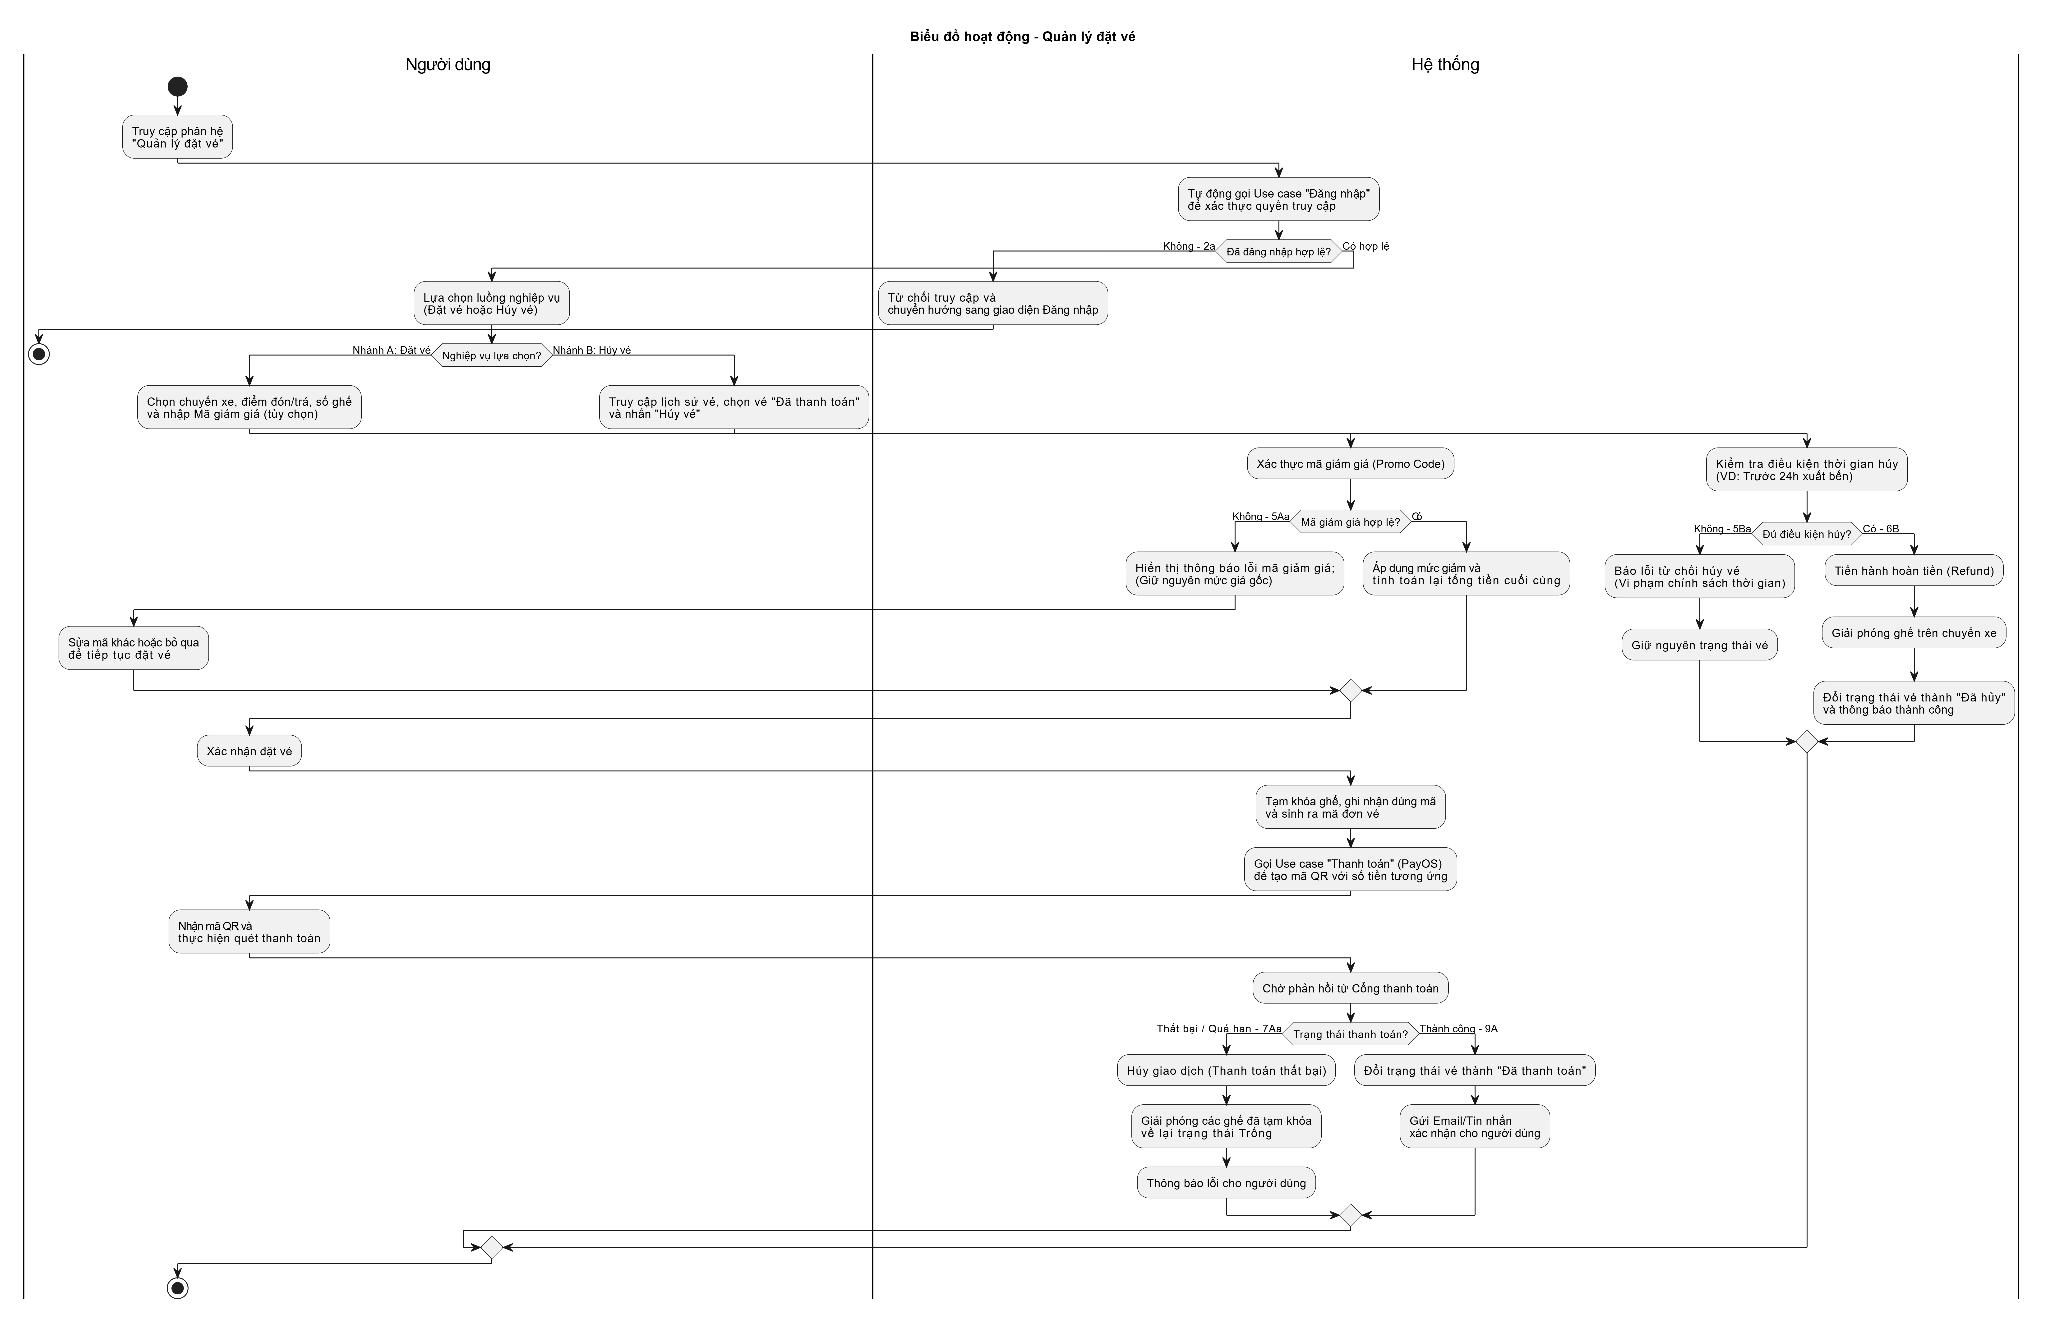 Biểu đồ hoạt động - Quản lý đặt vé
Người dùng
Hệ thống
Truy cập phân hệ
"Quản lý đặt vé"
Tự động gọi Use case "Đăng nhập"
để xác thực quyền truy cập
Không - 2a
Đã đăng nhập hợp lệ?
Có hợp lệ
Lựa chọn luồng nghiệp vụ
(Đặt vé hoặc Hủy vé)
Từ chối truy cập và
chuyển hướng sang giao diện Đăng nhập
Nhánh A: Đặt vé
Nghiệp vụ lựa chọn?
Nhánh B: Hủy vé
Chọn chuyến xe, điểm đón/trả, số ghế
và nhập Mã giảm giá (tùy chọn)
Truy cập lịch sử vé, chọn vé "Đã thanh toán"
và nhấn "Hủy vé"
Xác thực mã giảm giá (Promo Code)
Kiểm tra điều kiện thời gian hủy
(VD: Trước 24h xuất bến)
Không - 5Aa
Mã giảm giá hợp lệ?
Có
Không - 5Ba
Đủ điều kiện hủy?
Có - 6B
Hiển thị thông báo lỗi mã giảm giá;
(Giữ nguyên mức giá gốc)
Áp dụng mức giảm và
tính toán lại tổng tiền cuối cùng
Báo lỗi từ chối hủy vé
(Vi phạm chính sách thời gian)
Tiến hành hoàn tiền (Refund)
Sửa mã khác hoặc bỏ qua
để tiếp tục đặt vé
Giữ nguyên trạng thái vé
Giải phóng ghế trên chuyến xe
Đổi trạng thái vé thành "Đã hủy"
và thông báo thành công
Xác nhận đặt vé
Tạm khóa ghế, ghi nhận dùng mã
và sinh ra mã đơn vé
Gọi Use case "Thanh toán" (PayOS)
để tạo mã QR với số tiền tương ứng
Nhận mã QR và
thực hiện quét thanh toán
Chờ phản hồi từ Cổng thanh toán
Thất bại / Quá hạn - 7Aa
Trạng thái thanh toán?
Thành công - 9A
Hủy giao dịch (Thanh toán thất bại)
Đổi trạng thái vé thành "Đã thanh toán"
Giải phóng các ghế đã tạm khóa
về lại trạng thái Trống
Gửi Email/Tin nhắn
xác nhận cho người dùng
Thông báo lỗi cho người dùng